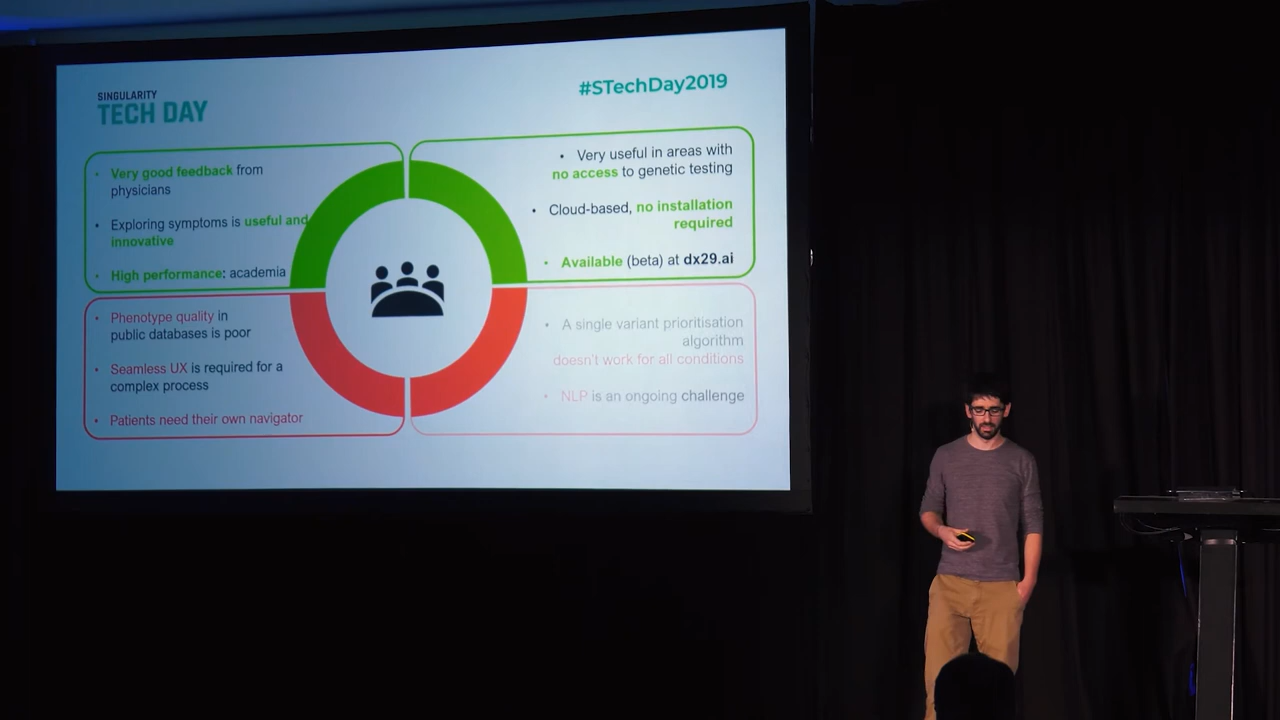 SINGULARITY
TECH DAY
#STechDay2019
• Very good feedback from
physicians
• Exploring symptoms is useful and
innovative
• High performance: academia
• Very useful in areas with
no access to genetic testing
• Cloud-based, no installation
required
• Available (beta) at dx29.ai
• Phenotype quality in
public databases is poor
• Seamless UX is required for a
complex process
• Patients need their own navigator
• A single variant prioritisation
algorithm
doesn't work for all conditions
• NLP is an ongoing challenge